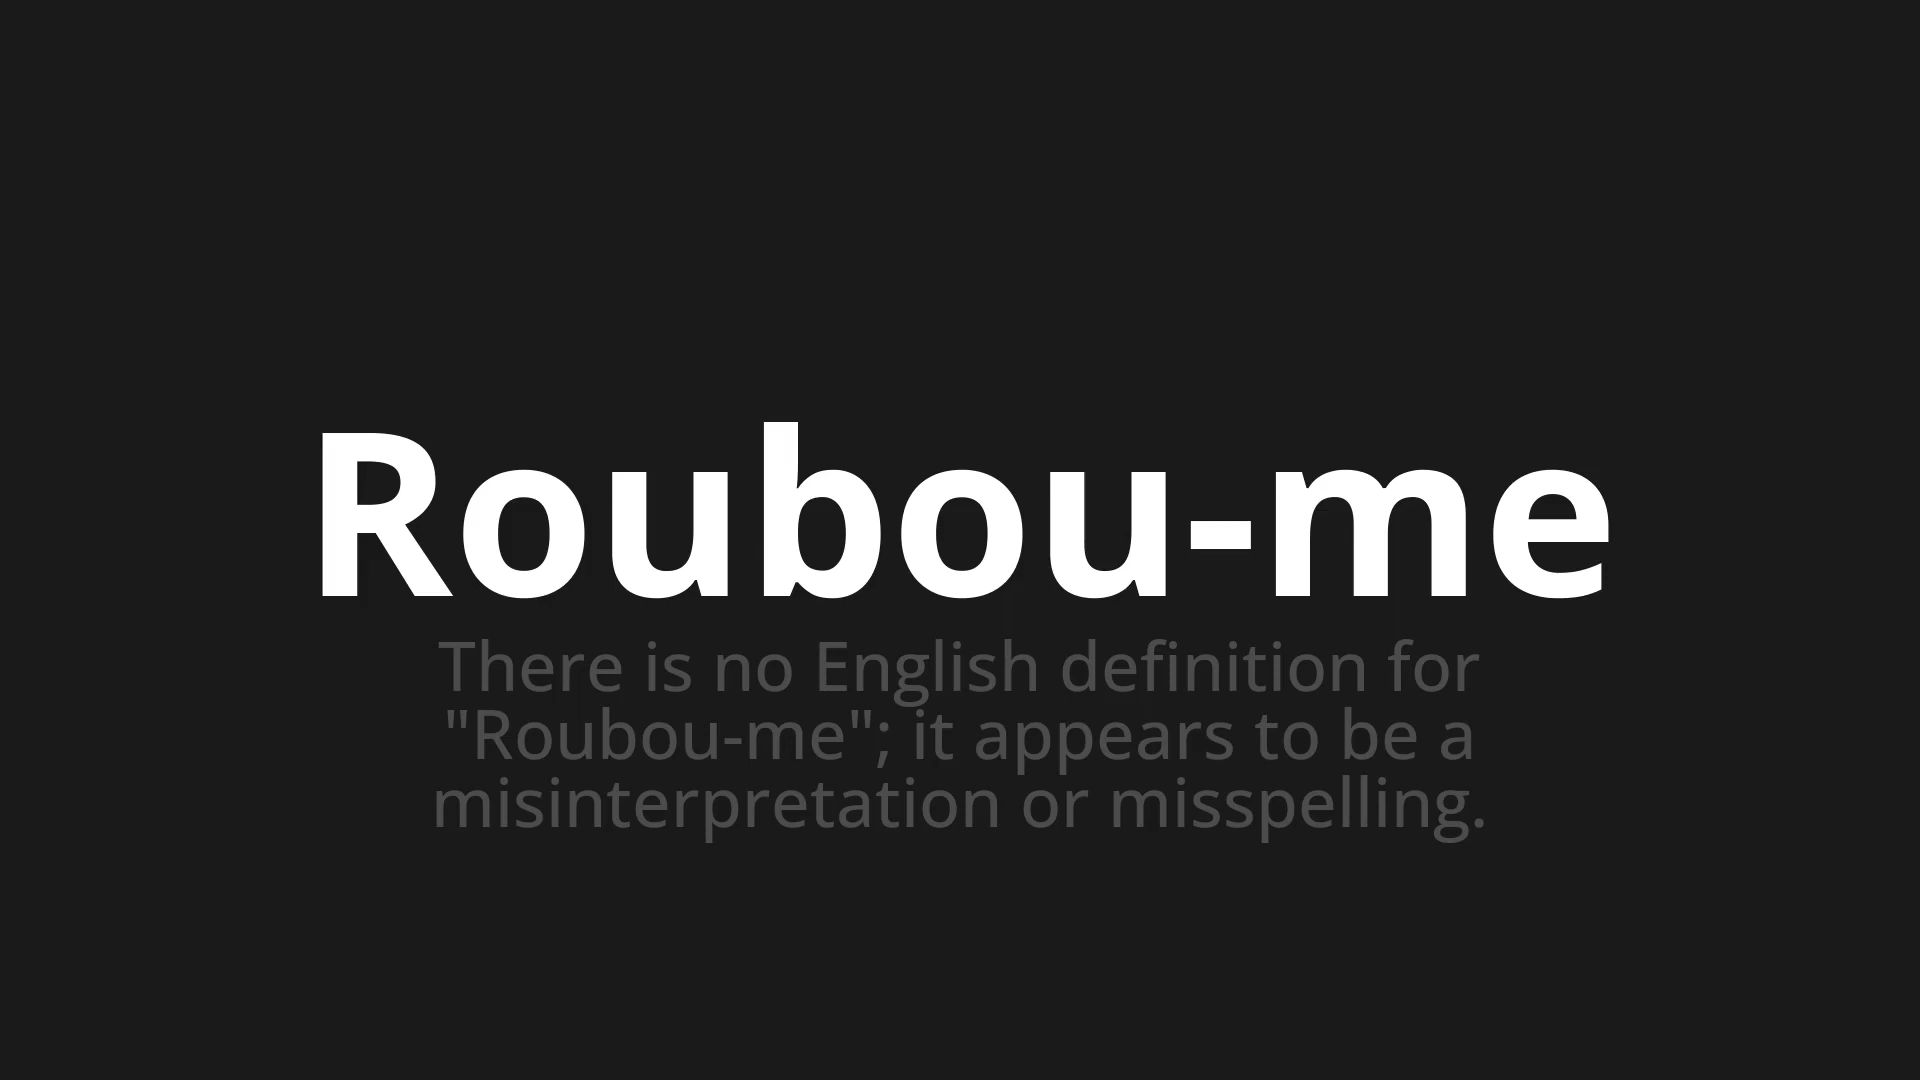 Roubou-me
There is no English definition for
"Roubou-me"; it appears to be a
misinterpretation or misspelling.